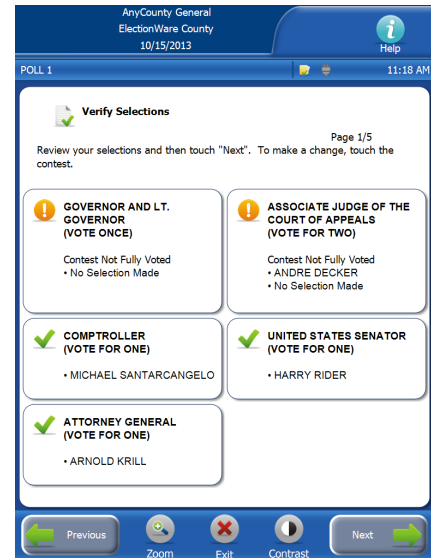 AnyCounty General
ElectionWare County
10/15/2013
Help
POLL 1
11:18 AM
Verify Selections
Page 1/5
Review your selections and then touch "Next". To make a change, touch the
contest.
GOVERNOR AND LT.
GOVERNOR
(VOTE ONCE)
Contest Not Fully Voted
• No Selection Made
ASSOCIATE JUDGE OF THE
COURT OF APPEALS
(VOTE FOR TWO)
Contest Not Fully Voted
• ANDRE DECKER
• No Selection Made
COMPTROLLER
(VOTE FOR ONE)
• MICHAEL SANTARCANGELO
UNITED STATES SENATOR
(VOTE FOR ONE)
• HARRY RIDER
ATTORNEY GENERAL
(VOTE FOR ONE)
• ARNOLD KRILL
Previous
Zoom
Exit
Contrast
Next